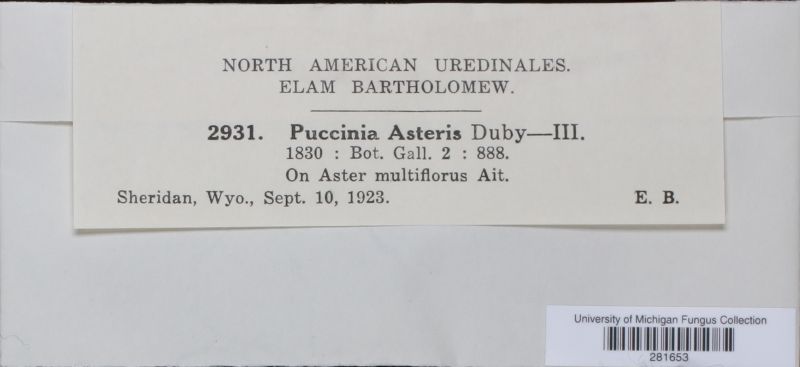 NORTH AMERICAN UREDINALES.
ELAM BARTHOLOMEW.
2931. Puccinia Asteris Duby—III.
1830 : Bot. Gall. 2 : 888.
On Aster multiflorus Ait.
Sheridan, Wyo., Sept. 10, 1923. E. B.
University of Michigan Fungus Collection
281653